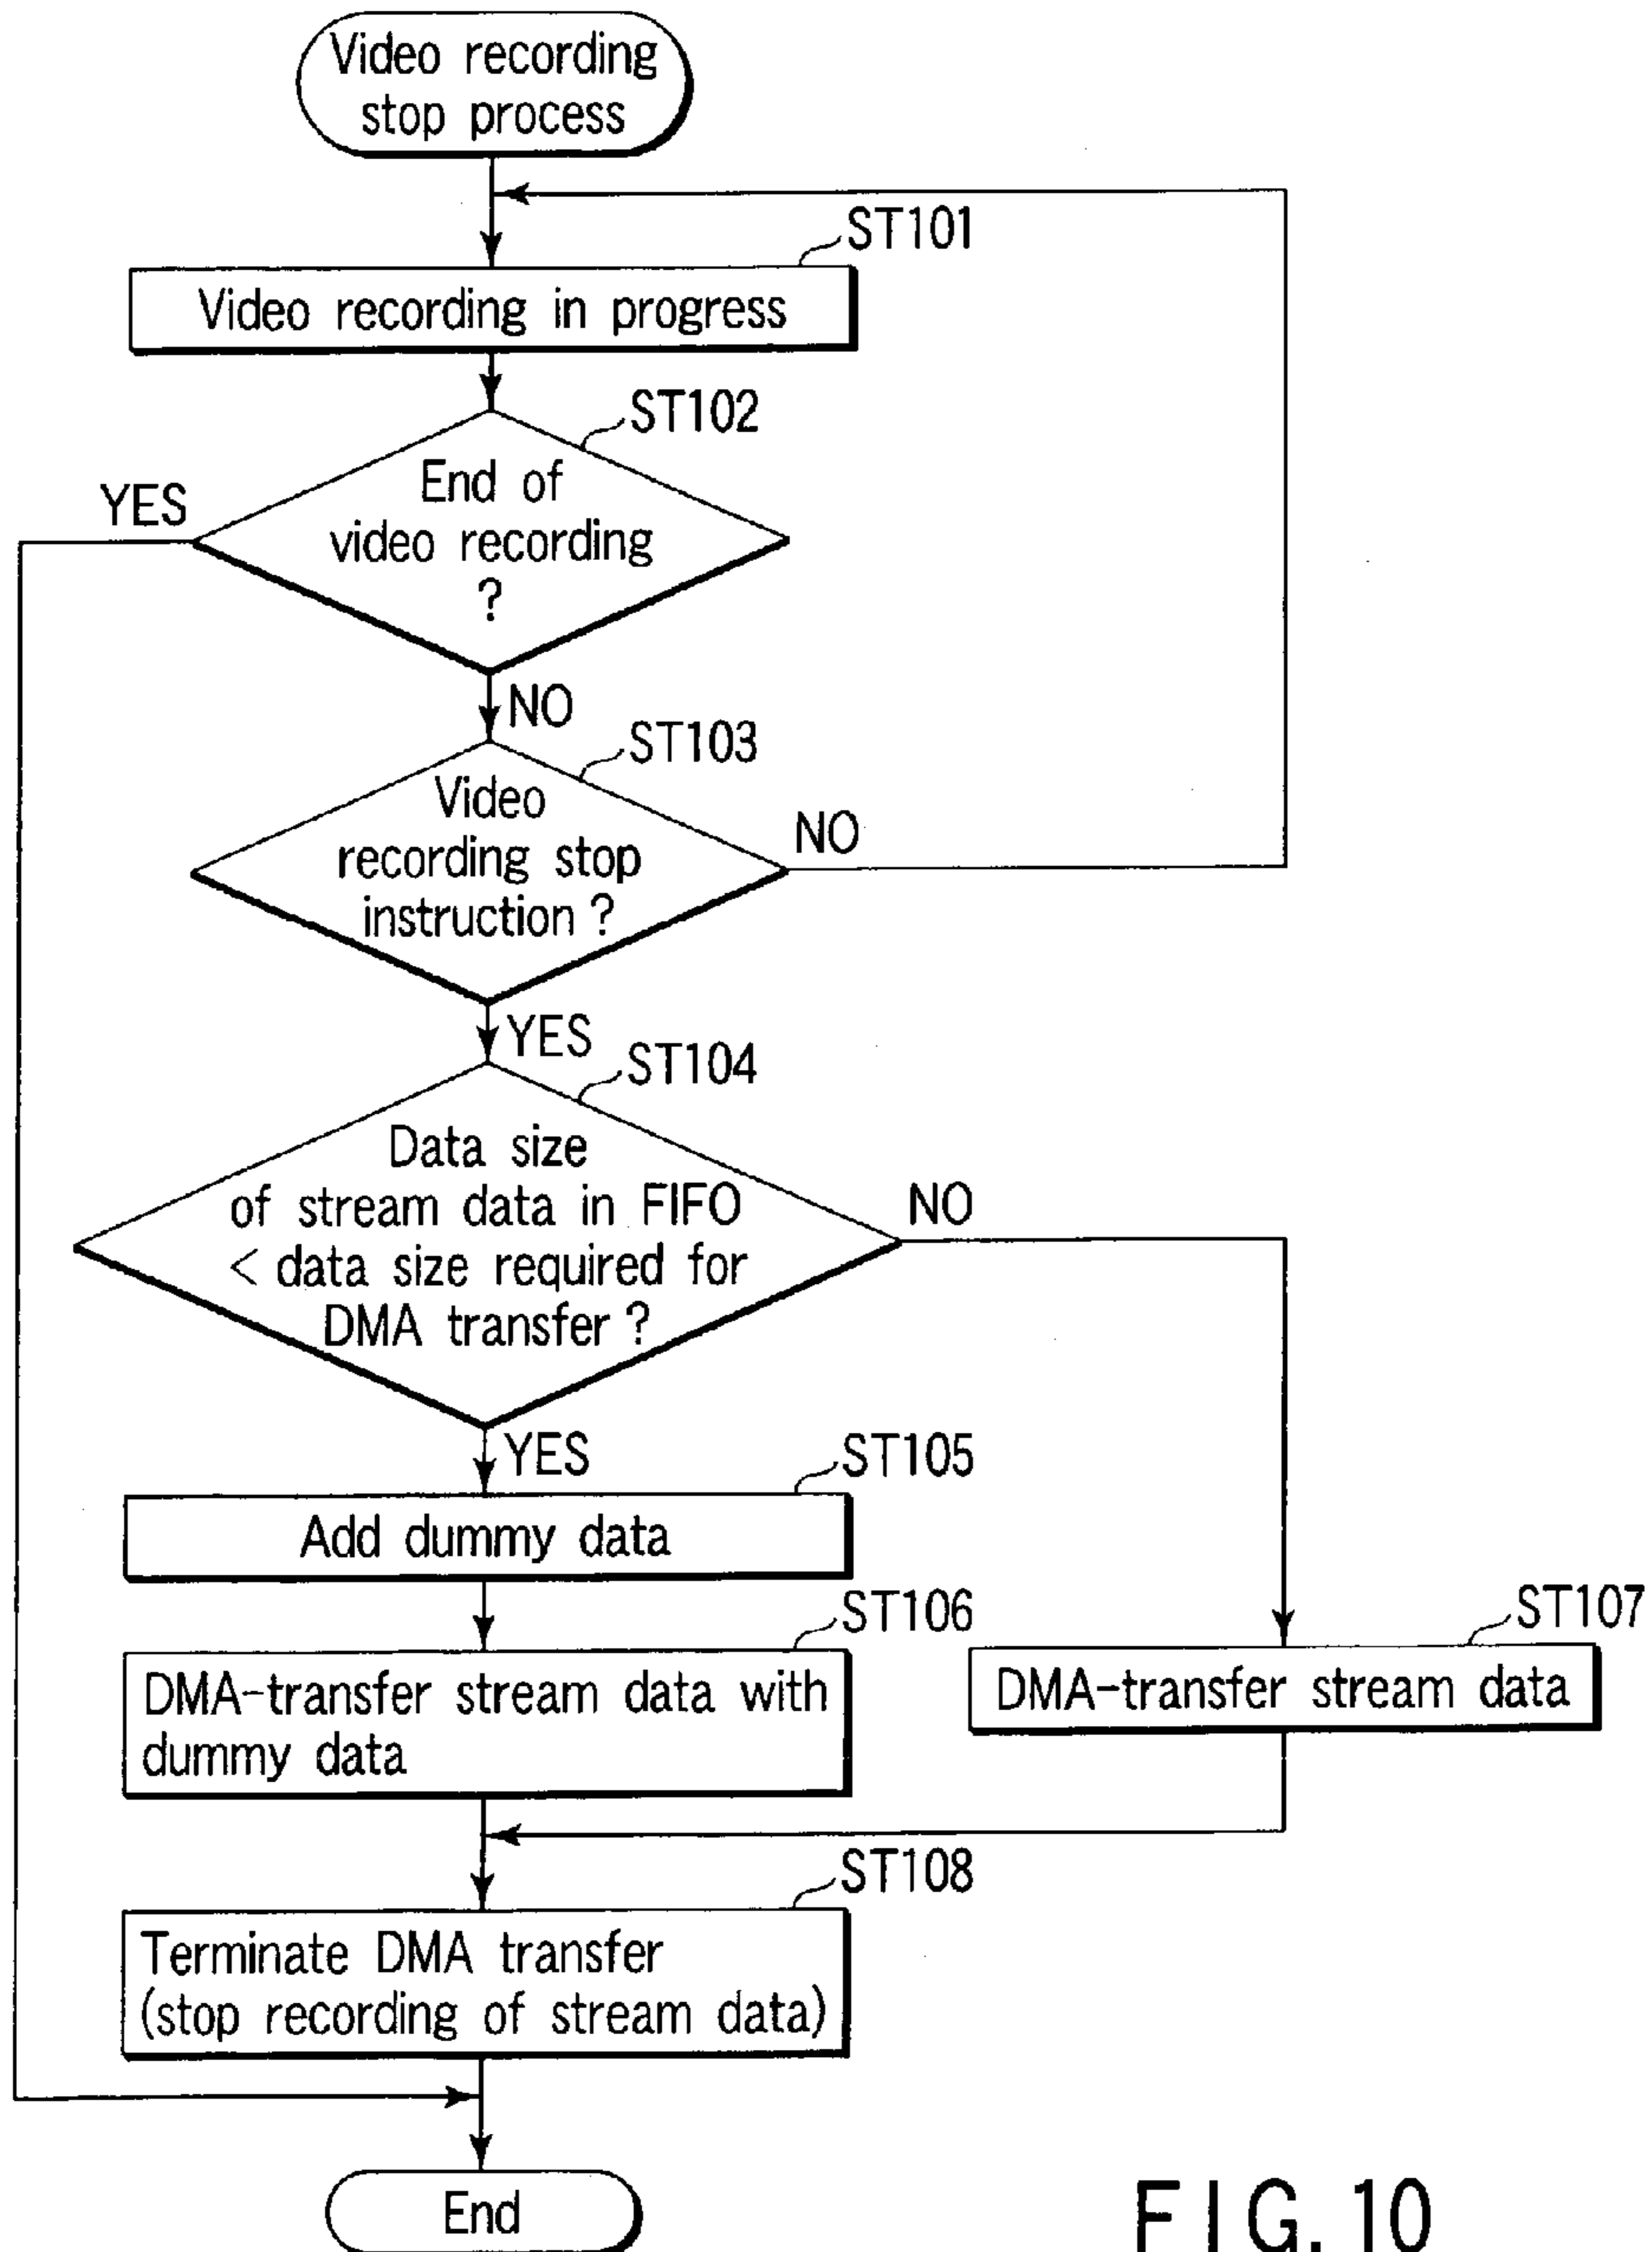 Video recording
stop process
ST101
Video recording in progress
ST102
End of
video recording
?
YES
NO
ST103
Video
recording stop
instruction ?
NO
YES
ST104
Data size
of stream data in FIFO
< data size required for
DMA transfer ?
NO
YES
ST105
Add dummy data
ST106
DMA-transfer stream data with
dummy data
ST107
DMA-transfer stream data
ST108
Terminate DMA transfer
(stop recording of stream data)
End
FIG. 10